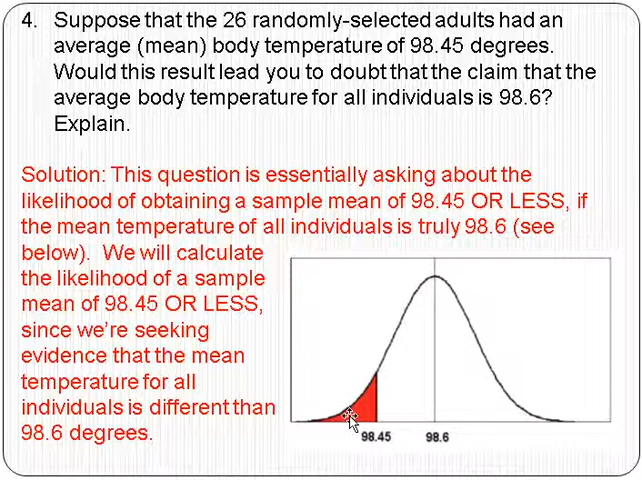 4. Suppose that the 26 randomly-selected adults had an
average (mean) body temperature of 98.45 degrees.
Would this result lead you to doubt that the claim that the
average body temperature for all individuals is 98.6?
Explain.
Solution: This question is essentially asking about the
likelihood of obtaining a sample mean of 98.45 OR LESS, if
the mean temperature of all individuals is truly 98.6 (see
below). We will calculate
the likelihood of a sample
mean of 98.45 OR LESS,
since we're seeking
evidence that the mean
temperature for all
individuals is different than
98.6 degrees.
98.45 98.6